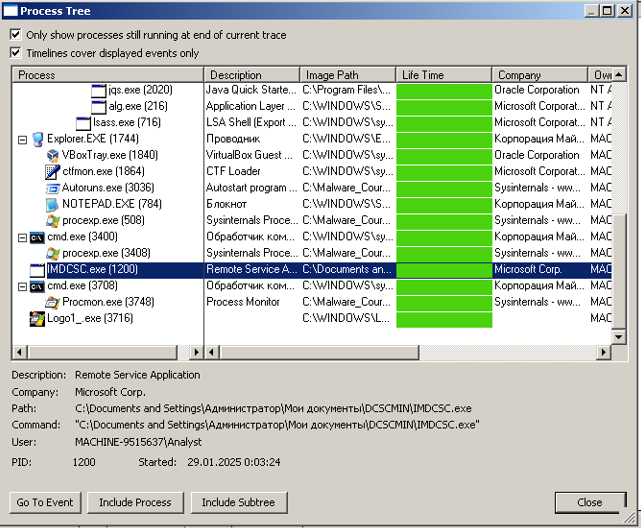 Process Tree
Only show processes still running at end of current trace
Timelines cover displayed events only
Process Description Image Path Life Time Company Own
jqs.exe (2020) Java Quick Starte... C:\Program Files\... Oracle Corporation NT A
alg.exe (216) Application Layer ... C:\WINDOWS\S... Microsoft Corporat... NT A
lsass.exe (716) LSA Shell (Export ... C:\WINDOWS\sy... Microsoft Corporat... NT A
Explorer.EXE (1744) Проводник C:\WINDOWS\E... Корпорация Май... MAC
VBoxTray.exe (1840) VirtualBox Guest ... C:\WINDOWS\sy... Oracle Corporation MAC
ctfmon.exe (1864) CTF Loader C:\WINDOWS\S... Microsoft Corporat... MAC
Autoruns.exe (3036) Autostart program ... C:\Malware_Cour... Sysinternals - ww... MAC
NOTEPAD.EXE (784) Блокнот C:\WINDOWS\S... Корпорация Май... MAC
procexp.exe (508) Sysinternals Proce... C:\Malware_Cour... Sysinternals - ww... MAC
cmd.exe (3400) Обработчик ком... C:\WINDOWS\sy... Корпорация Май... MAC
procexp.exe (3408) Sysinternals Proce... C:\Malware_Cour... Sysinternals - ww... MAC
IMDCSC.exe (1200) Remote Service A... C:\Documents an... Microsoft Corp. MAC
cmd.exe (3708) Обработчик ком... C:\WINDOWS\sy... Корпорация Май... MAC
Procmon.exe (3748) Process Monitor C:\Malware_Cour... Sysinternals - ww... MAC
Logo1_.exe (3716) C:\WINDOWS\L... MAC
Description: Remote Service Application
Company: Microsoft Corp.
Path: C:\Documents and Settings\Администратор\Мои документы\DCSCMIN\IMDCSC.exe
Command: "C:\Documents and Settings\Администратор\Мои документы\DCSCMIN\IMDCSC.exe"
User: MACHINE-9515637\Analyst
PID: 1200 Started: 29.01.2025 0:03:24
Go To Event Include Process Include Subtree Close